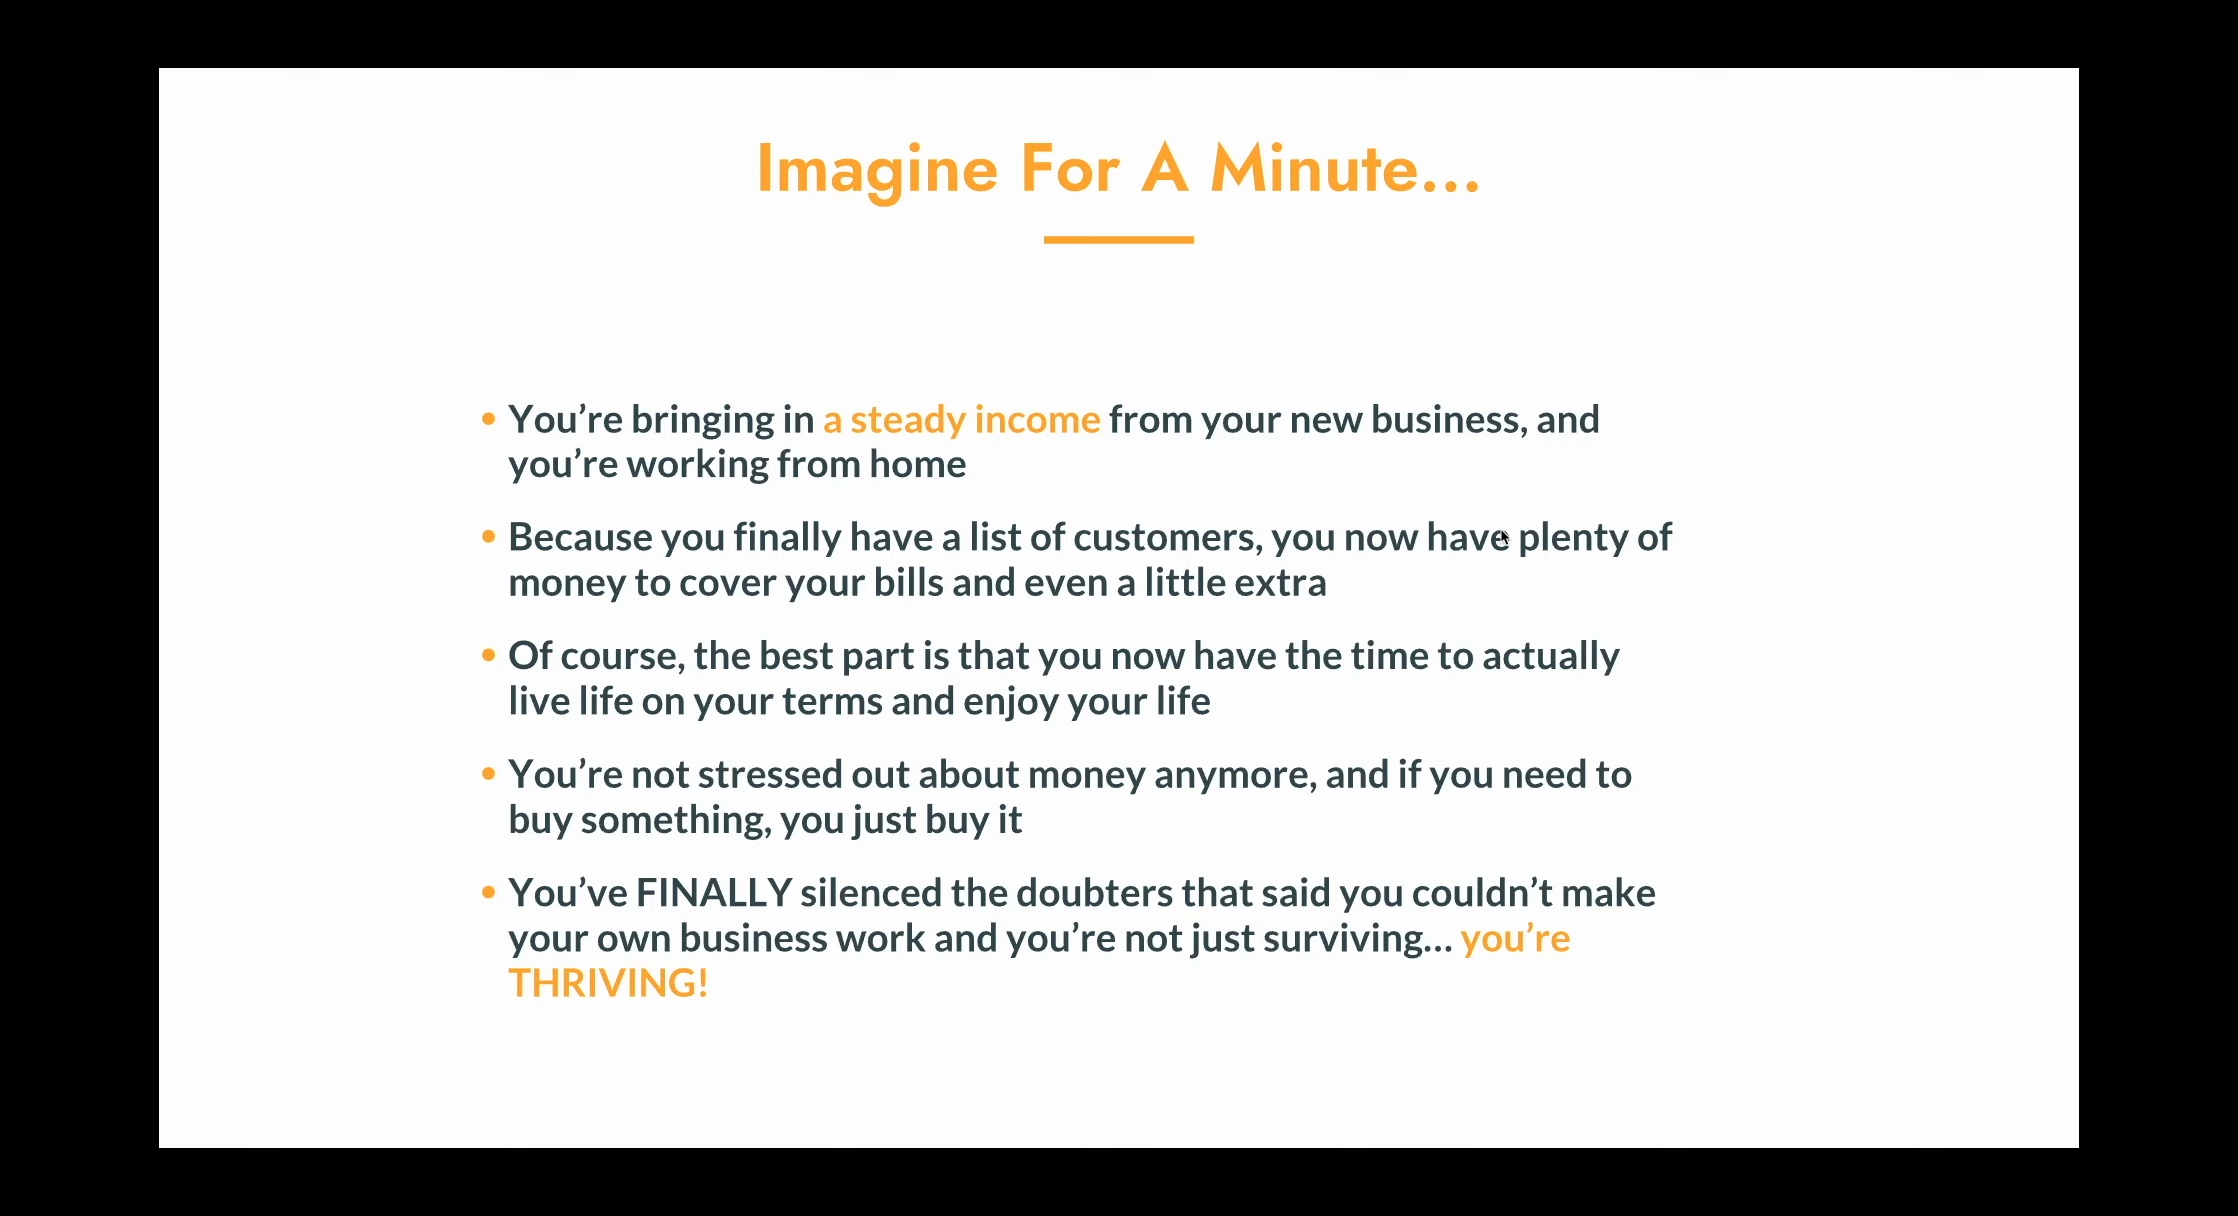 Imagine For A Minute...
• You’re bringing in a steady income from your new business, and
you’re working from home
• Because you finally have a list of customers, you now have plenty of
money to cover your bills and even a little extra
• Of course, the best part is that you now have the time to actually
live life on your terms and enjoy your life
• You’re not stressed out about money anymore, and if you need to
buy something, you just buy it
• You’ve FINALLY silenced the doubters that said you couldn’t make
your own business work and you’re not just surviving... you’re
THRIVING!